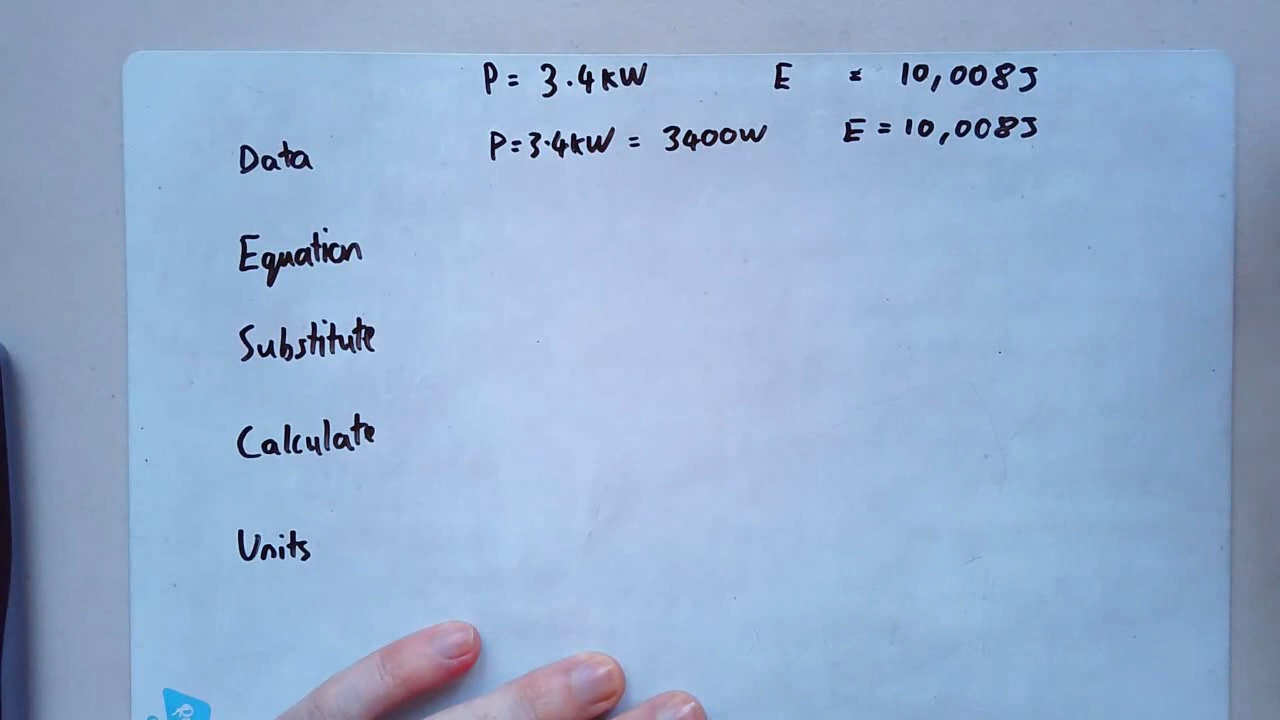 P = 3.4kW E = 10,008J
P=3.4kW = 3400W E = 10,008J
Data
Equation
Substitute
Calculate
Units